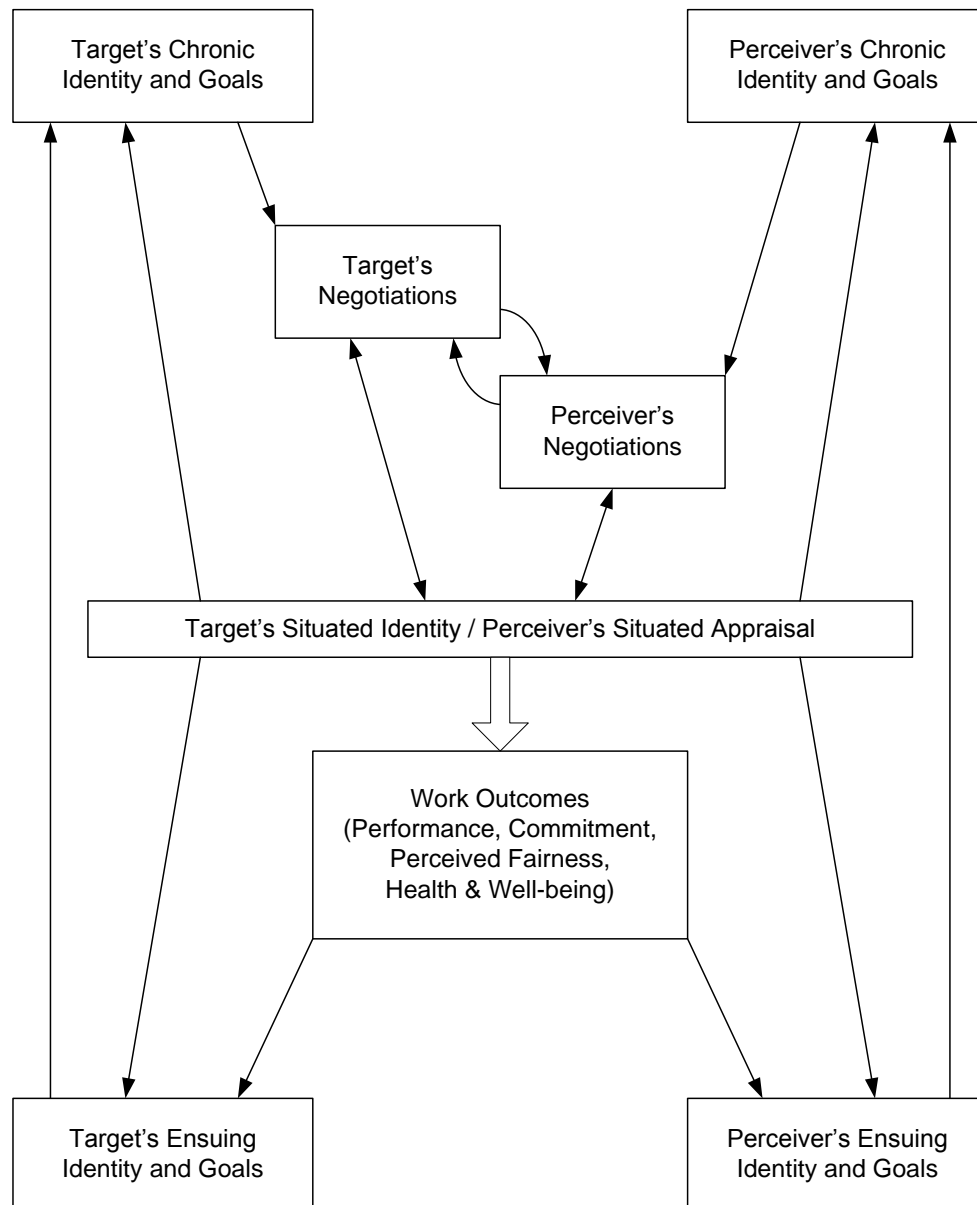 Target’s Chronic
Identity and Goals
Perceiver’s Chronic
Identity and Goals
Target’s
Negotiations
Perceiver’s
Negotiations
Target’s Situated Identity / Perceiver’s Situated Appraisal
Work Outcomes
(Performance, Commitment,
Perceived Fairness,
Health & Well-being)
Target’s Ensuing
Identity and Goals
Perceiver’s Ensuing
Identity and Goals